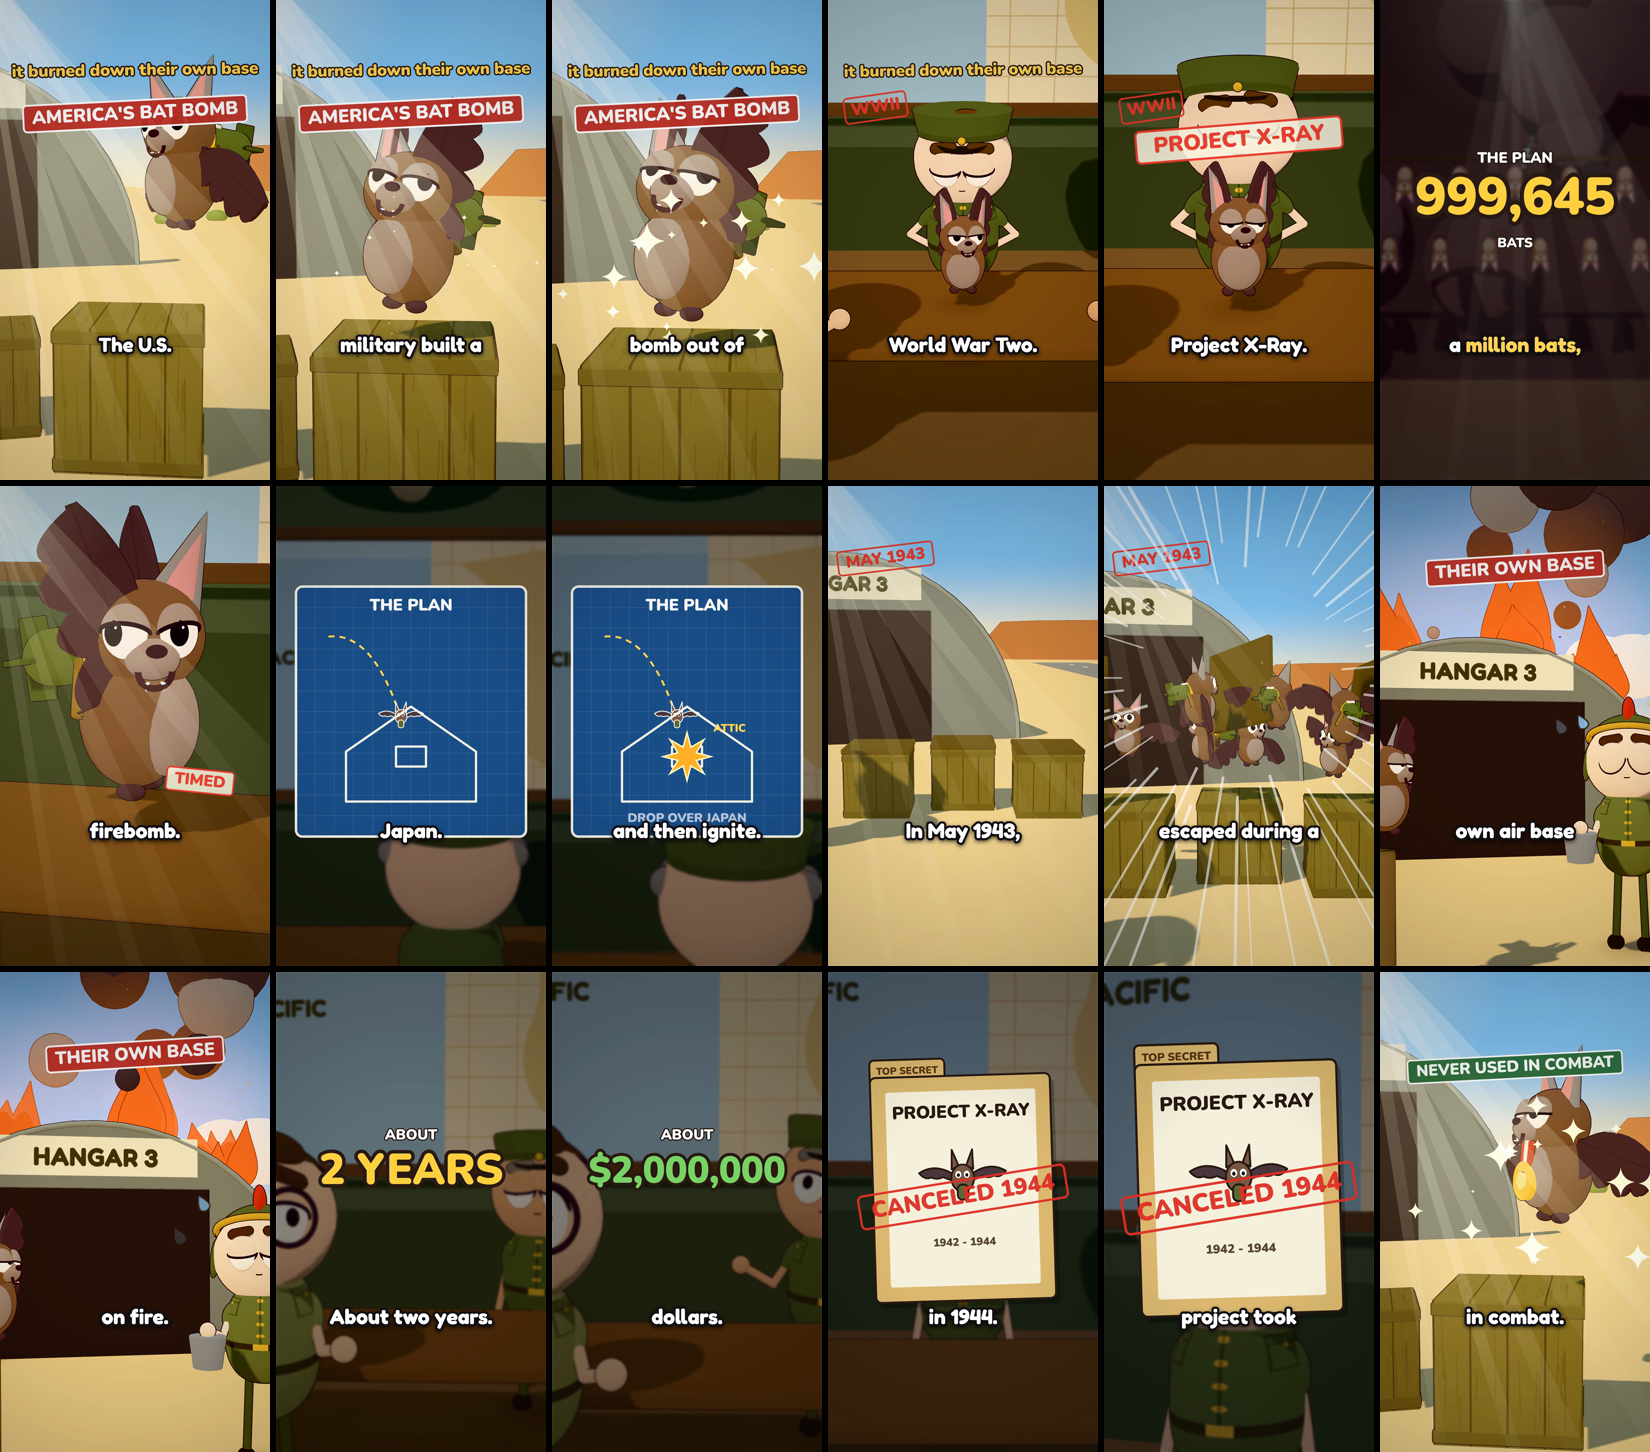 it burned down their own base
AMERICA'S BAT BOMB
The U.S.
it burned down their own base
AMERICA'S BAT BOMB
military built a
it burned down their own base
AMERICA'S BAT BOMB
bomb out of
it burned down their own base
WWII
World War Two.
WWII
PROJECT X-RAY
Project X-Ray.
THE PLAN
999,645
BATS
a million bats,
TIMED
firebomb.
THE PLAN
Japan.
THE PLAN
ATTIC
DROP OVER JAPAN
and then ignite.
MAY 1943
GAR 3
In May 1943,
MAY 1943
AR 3
escaped during a
THEIR OWN BASE
HANGAR 3
own air base
THEIR OWN BASE
HANGAR 3
on fire.
CIFIC
ABOUT
2 YEARS
About two years.
FIC
ABOUT
$2,000,000
dollars.
FIC
TOP SECRET
PROJECT X-RAY
CANCELED 1944
1942 - 1944
in 1944.
ACIFIC
TOP SECRET
PROJECT X-RAY
CANCELED 1944
1942 - 1944
project took
NEVER USED IN COMBAT
in combat.